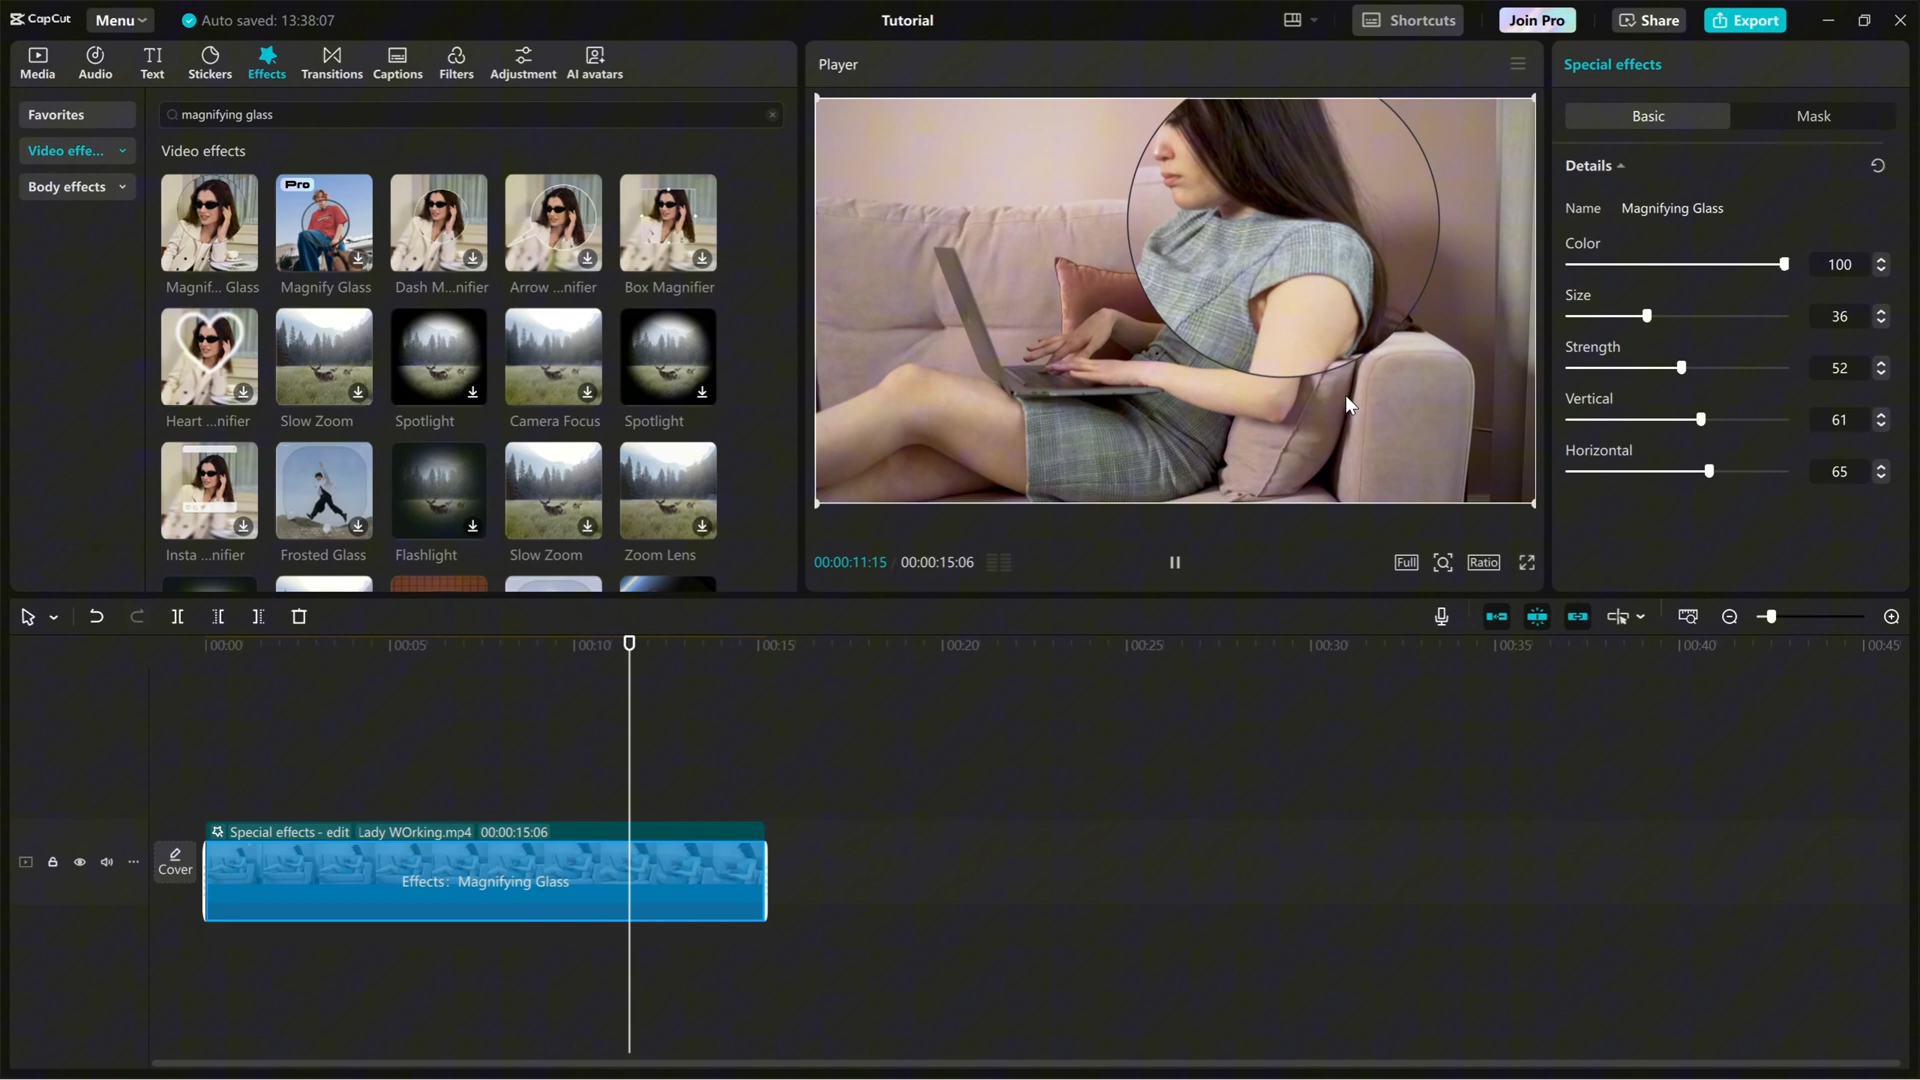 CapCut
Menu
Auto saved: 13:38:07
Tutorial
Shortcuts
Join Pro
Share
Export
Media
Audio
Text
Stickers
Effects
Transitions
Captions
Filters
Adjustment
AI avatars
Favorites
Video effe...
Body effects
magnifying glass
Video effects
Pro
Magnif... Glass
Magnify Glass
Dash M...nifier
Arrow ...nifier
Box Magnifier
Heart ...nifier
Slow Zoom
Spotlight
Camera Focus
Spotlight
Insta ...nifier
Frosted Glass
Flashlight
Slow Zoom
Zoom Lens
Player
00:00:11:15 / 00:00:15:06
Full
Ratio
Special effects
Basic
Mask
Details
Name Magnifying Glass
Color
100
Size
36
Strength
52
Vertical
61
Horizontal
65
00:00
00:05
00:10
00:15
00:20
00:25
00:30
00:35
00:40
00:45
Special effects - edit Lady WOrking.mp4 00:00:15:06
Cover
Effects: Magnifying Glass